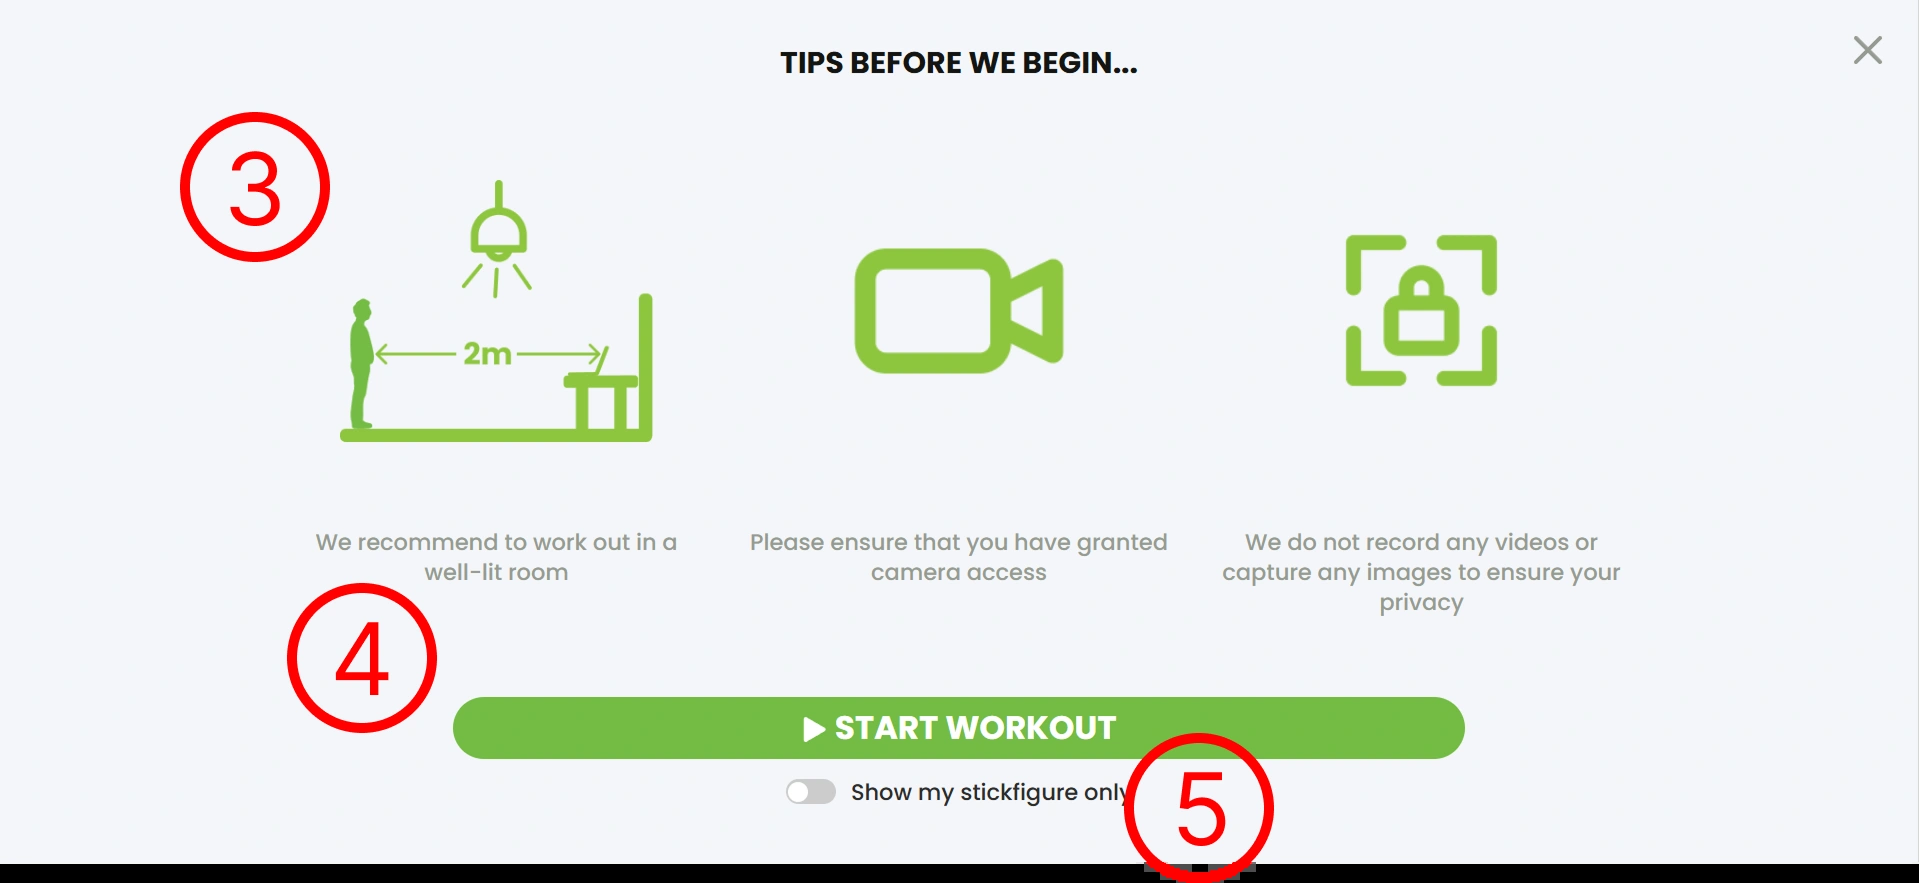 TIPS BEFORE WE BEGIN...
3
2m
We recommend to work out in a
well-lit room
Please ensure that you have granted
camera access
We do not record any videos or
capture any images to ensure your
privacy
4
START WORKOUT
Show my stickfigure only
5